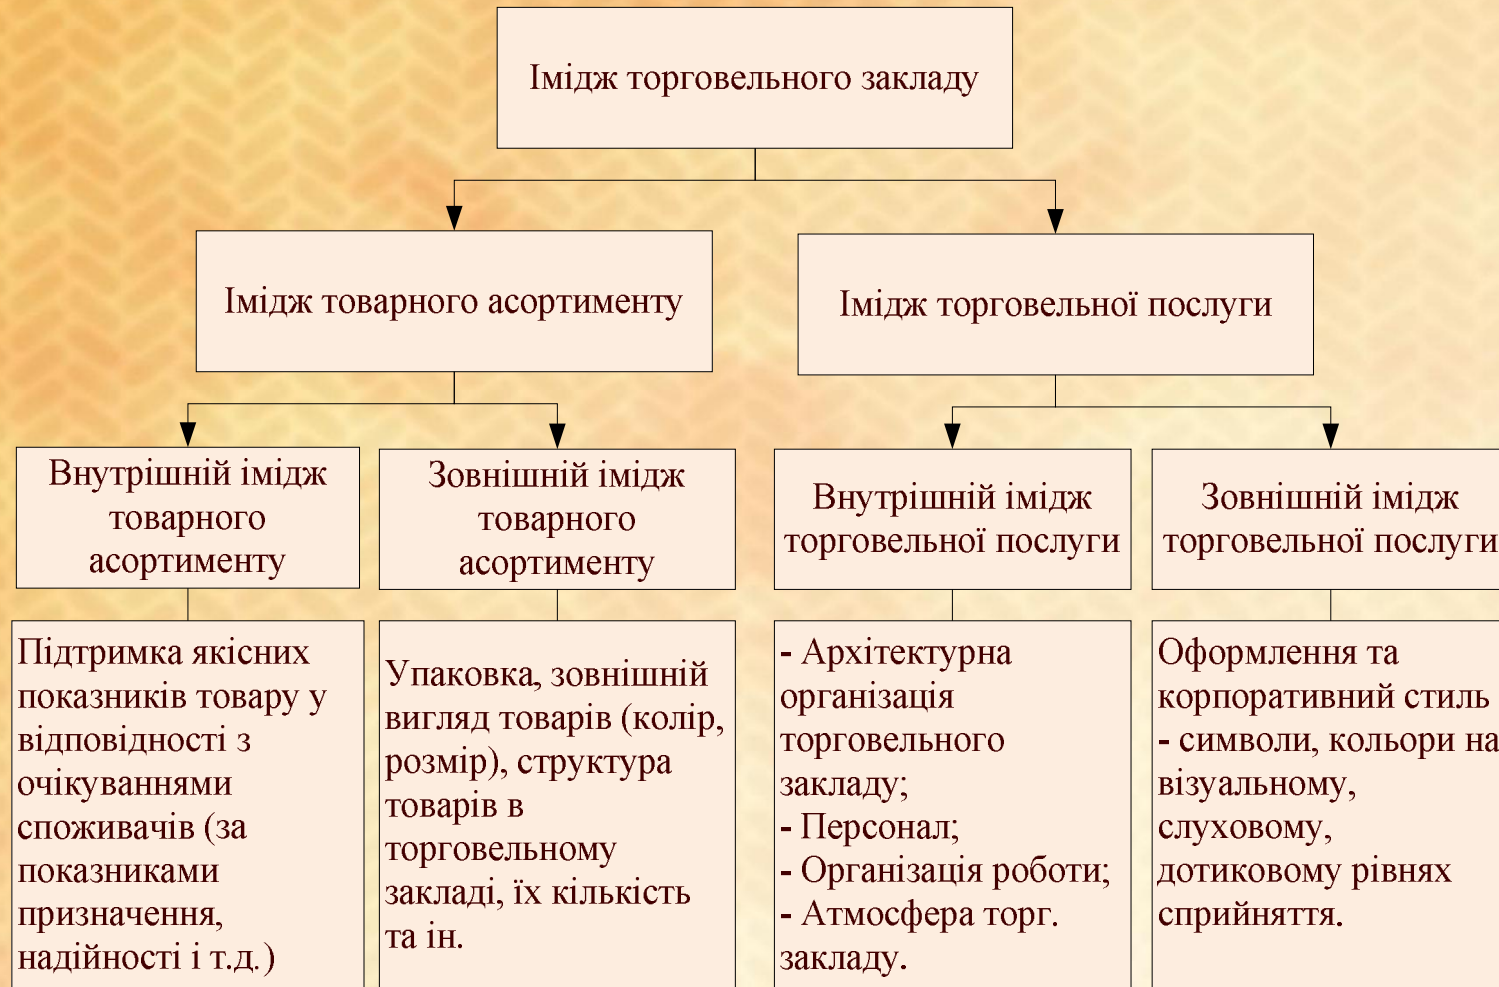 Імідж торговельного закладу
Імідж товарного асортименту
Імідж торговельної послуги
Внутрішній імідж
товарного
асортименту
Зовнішній імідж
товарного
асортименту
Внутрішній імідж
торговельної послуги
Зовнішній імідж
торговельної послуги
Підтримка якісних
показників товару у
відповідності з
очікуваннями
споживачів (за
показниками
призначення,
надійності і т.д.)
Упаковка, зовнішній
вигляд товарів (колір,
розмір), структура
товарів в
торговельному
закладі, їх кількість
та ін.
- Архітектурна
організація
торговельного
закладу;
- Персонал;
- Організація роботи;
- Атмосфера торг.
закладу.
Оформлення та
корпоративний стиль
- символи, кольори на
візуальному,
слуховому,
дотиковому рівнях
сприйняття.